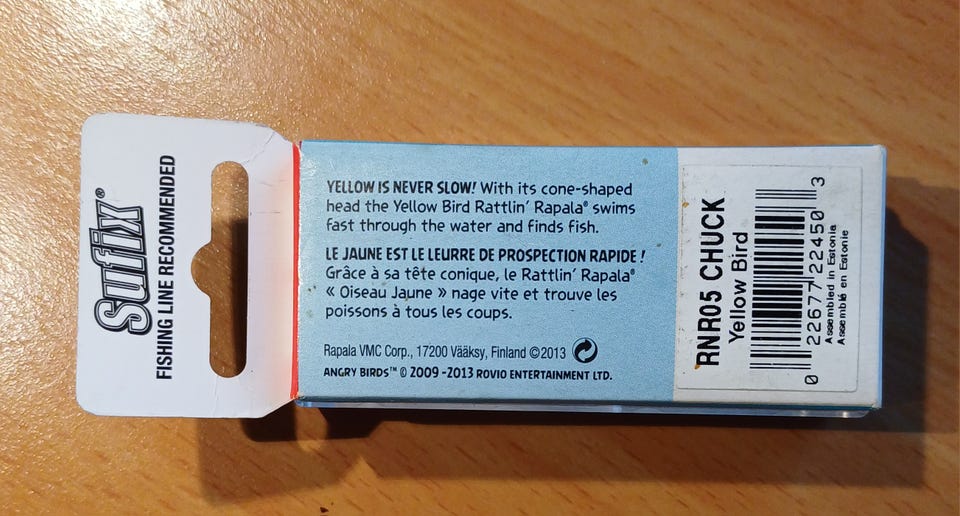 Sufix®
FISHING LINE RECOMMENDED
YELLOW IS NEVER SLOW! With its cone-shaped
head the Yellow Bird Rattlin' Rapala® swims
fast through the water and finds fish.
LE JAUNE EST LE LEURRE DE PROSPECTION RAPIDE !
Grâce à sa tête conique, le Rattlin' Rapala®
« Oiseau Jaune » nage vite et trouve les
poissons à tous les coups.
Rapala VMC Corp., 17200 Vääksy, Finland ©2013
ANGRY BIRDS™ © 2009 -2013 ROVIO ENTERTAINMENT LTD.
RNR05 CHUCK
Yellow Bird
0 22677 22450 3
Assembled in Estonia
Assemblé en Estonie